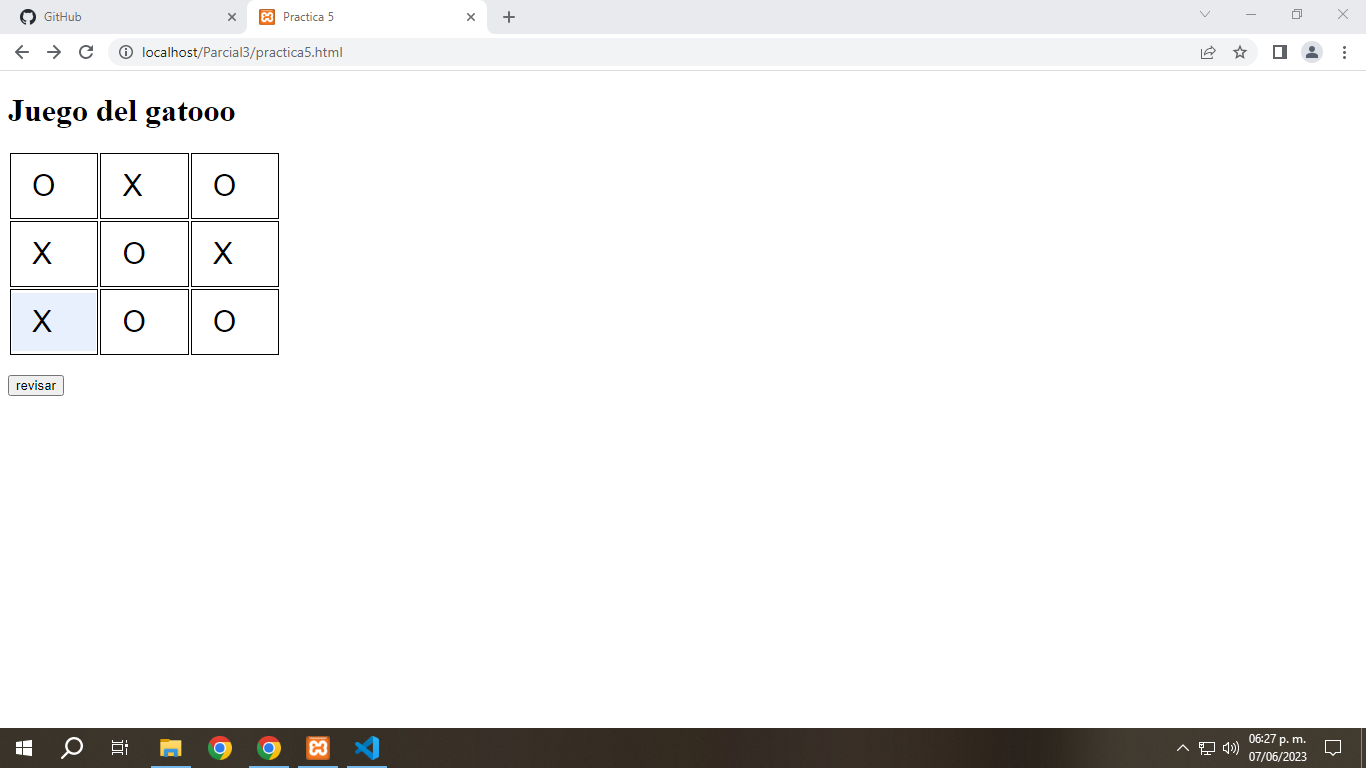 GitHub
Practica 5
localhost/Parcial3/practica5.html
Juego del gatooo
O X O
X O X
X O O
revisar
06:27 p. m.
07/06/2023